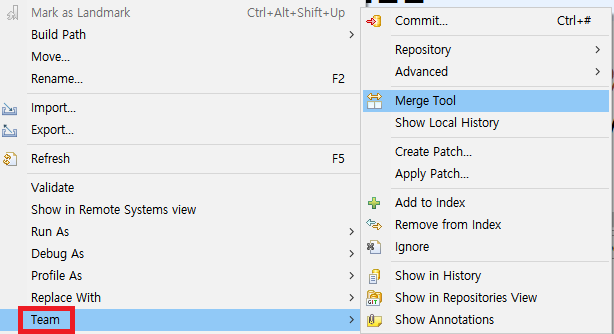 Mark as Landmark Ctrl+Alt+Shift+Up
Build Path
Move...
Rename... F2
Import...
Export...
Refresh F5
Validate
Show in Remote Systems view
Run As
Debug As
Profile As
Replace With
Team
Commit... Ctrl+#
Repository
Advanced
Merge Tool
Show Local History
Create Patch...
Apply Patch...
Add to Index
Remove from Index
Ignore
Show in History
GIT Show in Repositories View
Show Annotations